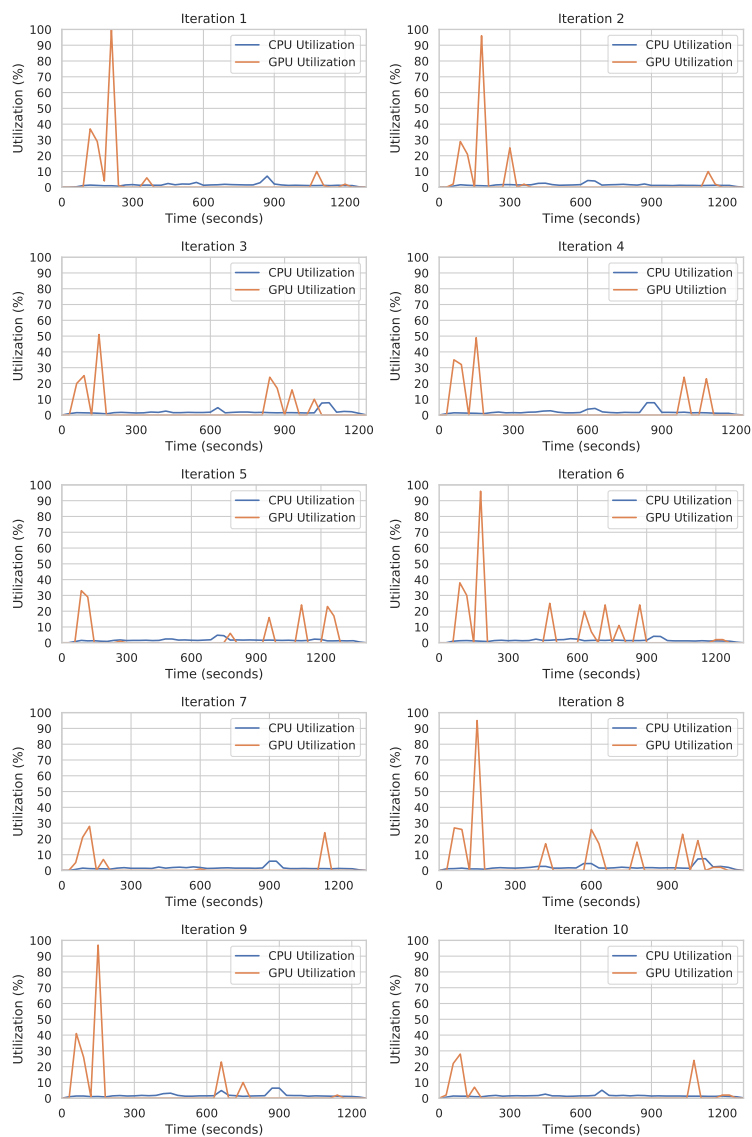 Iteration 1
Utilization (%)
100
90
80
70
60
50
40
30
20
10
0
CPU Utilization
GPU Utilization
0 300 600 900 1200
Time (seconds)
Iteration 2
Utilization (%)
100
90
80
70
60
50
40
30
20
10
0
CPU Utilization
GPU Utilization
0 300 600 900 1200
Time (seconds)
Iteration 3
Utilization (%)
100
90
80
70
60
50
40
30
20
10
0
CPU Utilization
GPU Utilization
0 300 600 900 1200
Time (seconds)
Iteration 4
Utilization (%)
100
90
80
70
60
50
40
30
20
10
0
CPU Utilization
GPU Utiliztion
0 300 600 900 1200
Time (seconds)
Iteration 5
Utilization (%)
100
90
80
70
60
50
40
30
20
10
0
CPU Utilization
GPU Utilization
0 300 600 900 1200
Time (seconds)
Iteration 6
Utilization (%)
100
90
80
70
60
50
40
30
20
10
0
CPU Utilization
GPU Utilization
0 300 600 900 1200
Time (seconds)
Iteration 7
Utilization (%)
100
90
80
70
60
50
40
30
20
10
0
CPU Utilization
GPU Utilization
0 300 600 900 1200
Time (seconds)
Iteration 8
Utilization (%)
100
90
80
70
60
50
40
30
20
10
0
CPU Utilization
GPU Utilization
0 300 600 900
Time (seconds)
Iteration 9
Utilization (%)
100
90
80
70
60
50
40
30
20
10
0
CPU Utilization
GPU Utilization
0 300 600 900 1200
Time (seconds)
Iteration 10
Utilization (%)
100
90
80
70
60
50
40
30
20
10
0
CPU Utilization
GPU Utilization
0 300 600 900 1200
Time (seconds)